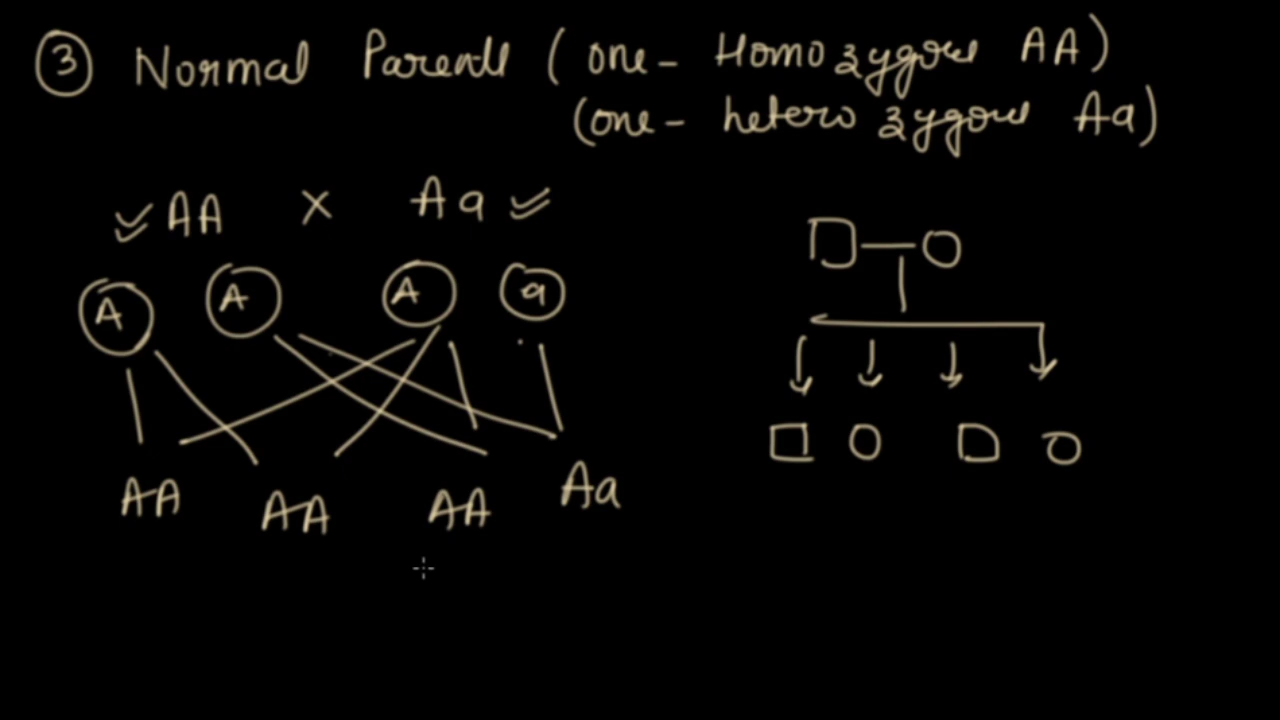 3 Normal Parents (one - Homozygous AA)
(one - heterozygous Aa)
AA × Aa
A A A a
AA AA AA Aa